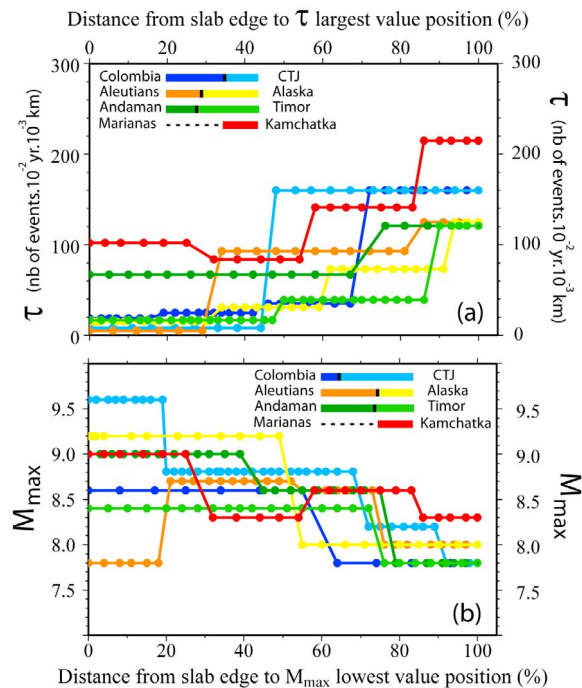 Distance from slab edge to τ largest value position (%)
0 20 40 60 80 100
300 300
Colombia CTJ
Aleutians Alaska
Andaman Timor
Marianas Kamchatka
200 200
100 100
0 0
τ (nb of events.10⁻² yr.10⁻³ km)
τ (nb of events.10⁻² yr.10⁻³ km)
(a)
Colombia CTJ
Aleutians Alaska
Andaman Timor
Marianas Kamchatka
9.5 9.5
9.0 9.0
8.5 8.5
8.0 8.0
7.5 7.5
Mmax
Mmax
(b)
0 20 40 60 80 100
Distance from slab edge to Mmax lowest value position (%)